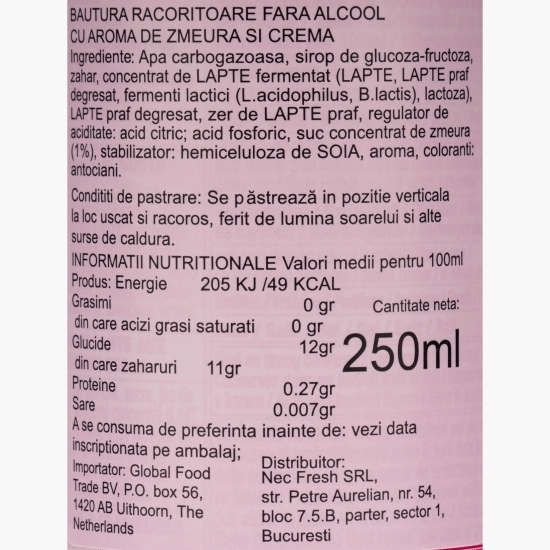 BAUTURA RACORITOARE FARA ALCOOL
CU AROMA DE ZMEURA SI CREMA
Ingrediente: Apa carbogazoasa, sirop de glucoza-fructoza,
zahar, concentrat de LAPTE fermentat (LAPTE, LAPTE praf
degresat, fermenti lactici (L.acidophilus, B.lactis), lactoza),
LAPTE praf degresat, zer de LAPTE praf, regulator de
aciditate: acid citric; acid fosforic, suc concentrat de zmeura
(1%), stabilizator: hemiceluloza de SOIA, aroma, coloranti:
antociani.
Condititi de pastrare: Se păstrează in pozitie verticala
la loc uscat si racoros, ferit de lumina soarelui si alte
surse de caldura.
INFORMATII NUTRITIONALE Valori medii pentru 100ml
Produs: Energie 205 KJ /49 KCAL
Grasimi 0 gr
din care acizi grasi saturati 0 gr
Glucide 12gr
din care zaharuri 11gr
Proteine 0.27gr
Sare 0.007gr
Cantitate neta:
250ml
A se consuma de preferinta inainte de: vezi data
inscriptionata pe ambalaj;
Importator: Global Food
Trade BV, P.O. box 56,
1420 AB Uithoorn, The
Netherlands
Distribuitor:
Nec Fresh SRL,
str. Petre Aurelian, nr. 54,
bloc 7.5.B, parter, sector 1,
Bucuresti